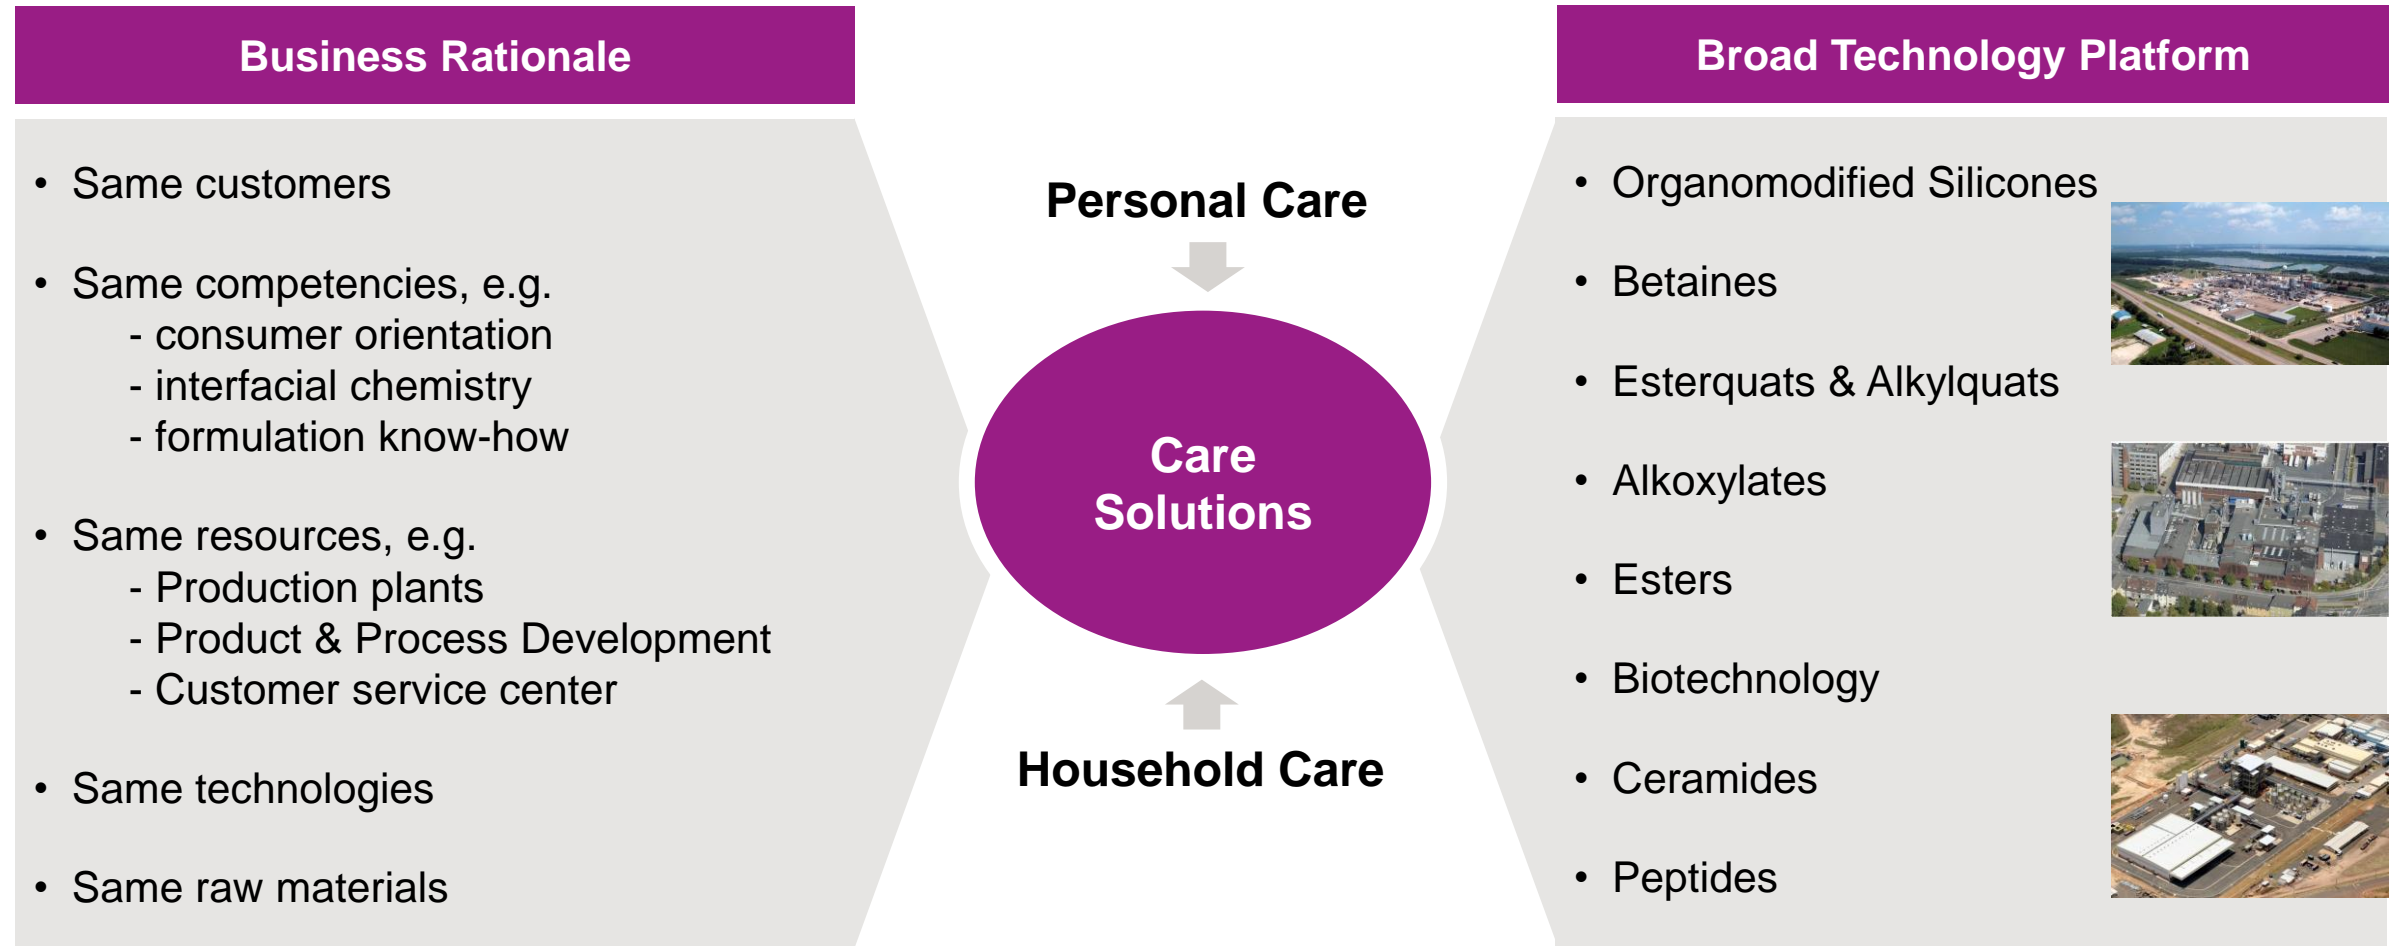 Business Rationale
• Same customers
• Same competencies, e.g.
- consumer orientation
- interfacial chemistry
- formulation know-how
• Same resources, e.g.
- Production plants
- Product & Process Development
- Customer service center
• Same technologies
• Same raw materials
Personal Care
Care
Solutions
Household Care
Broad Technology Platform
• Organomodified Silicones
• Betaines
• Esterquats & Alkylquats
• Alkoxylates
• Esters
• Biotechnology
• Ceramides
• Peptides